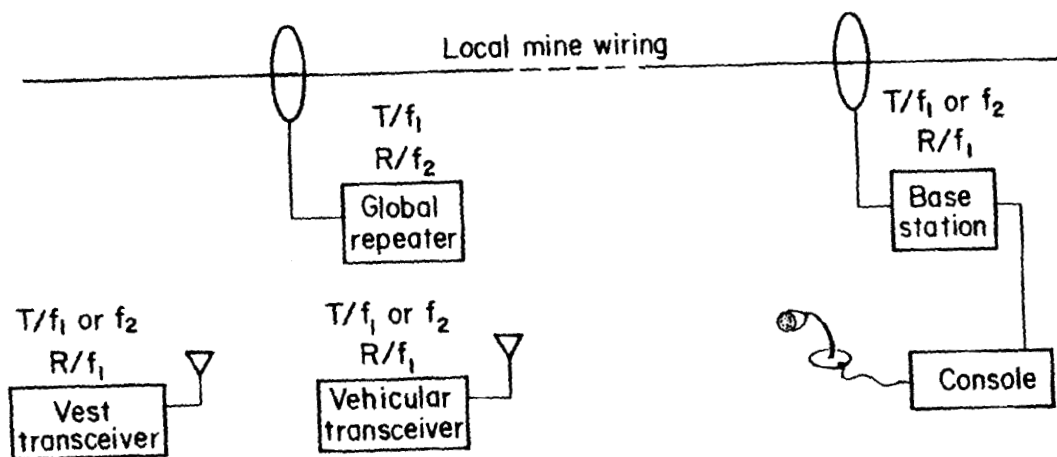 Local mine wiring
T/f₁
R/f₂
Global
repeater
T/f₁ or f₂
R/f₁
Base
station
T/f₁ or f₂
R/f₁
Vest
transceiver
T/f₁ or f₂
R/f₁
Vehicular
transceiver
Console